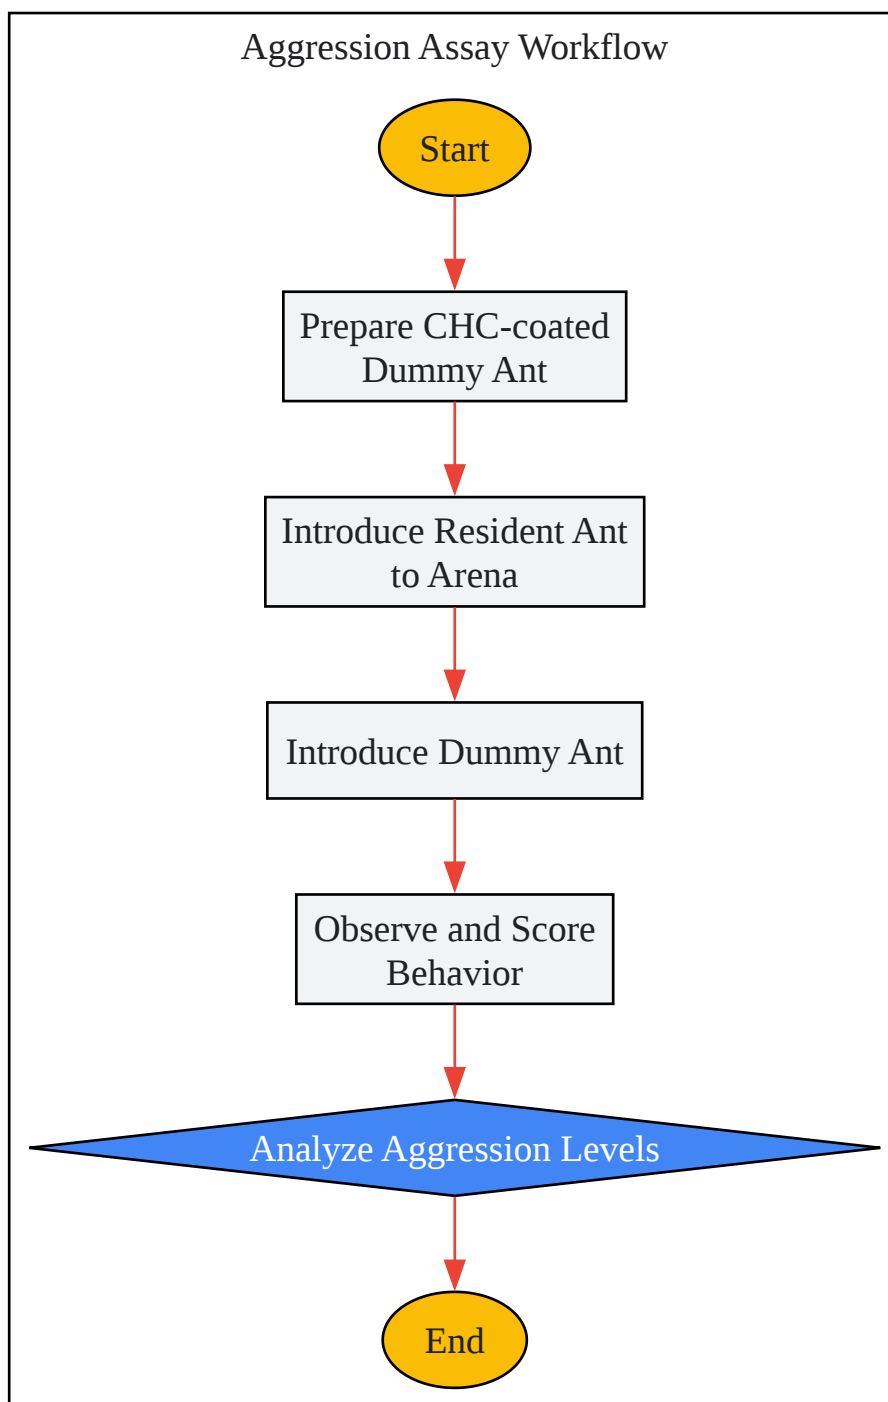 Aggression Assay Workflow
Start
Prepare CHC-coated
Dummy Ant
Introduce Resident Ant
to Arena
Introduce Dummy Ant
Observe and Score
Behavior
Analyze Aggression Levels
End